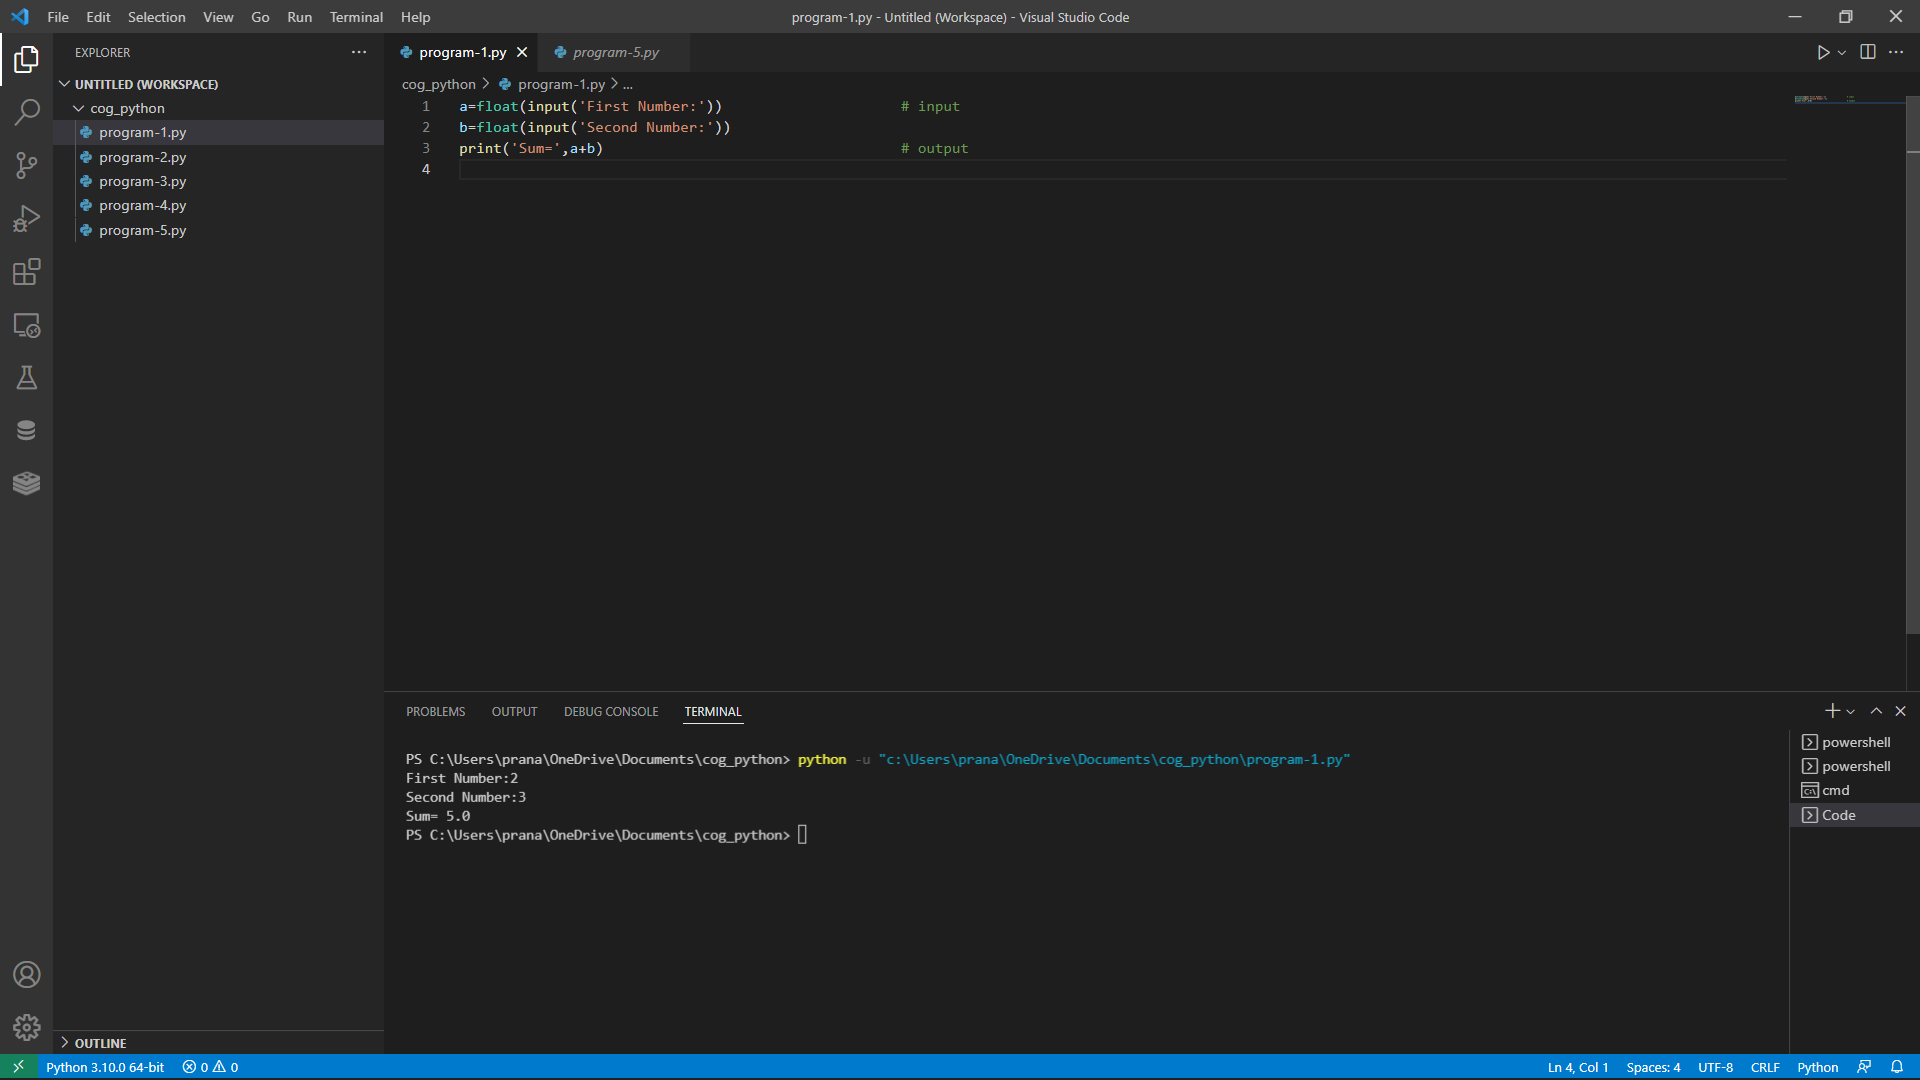 File Edit Selection View Go Run Terminal Help
program-1.py - Untitled (Workspace) - Visual Studio Code
EXPLORER
UNTITLED (WORKSPACE)
cog_python
program-1.py
program-2.py
program-3.py
program-4.py
program-5.py
OUTLINE
program-1.py program-5.py
cog_python > program-1.py > ...
1 a=float(input('First Number:')) # input
2 b=float(input('Second Number:'))
3 print('Sum=',a+b) # output
4
PROBLEMS OUTPUT DEBUG CONSOLE TERMINAL
PS C:\Users\prana\OneDrive\Documents\cog_python> python -u "c:\Users\prana\OneDrive\Documents\cog_python\program-1.py"
First Number:2
Second Number:3
Sum= 5.0
PS C:\Users\prana\OneDrive\Documents\cog_python>
powershell
powershell
cmd
Code
Python 3.10.0 64-bit 0 0 Ln 4, Col 1 Spaces: 4 UTF-8 CRLF Python